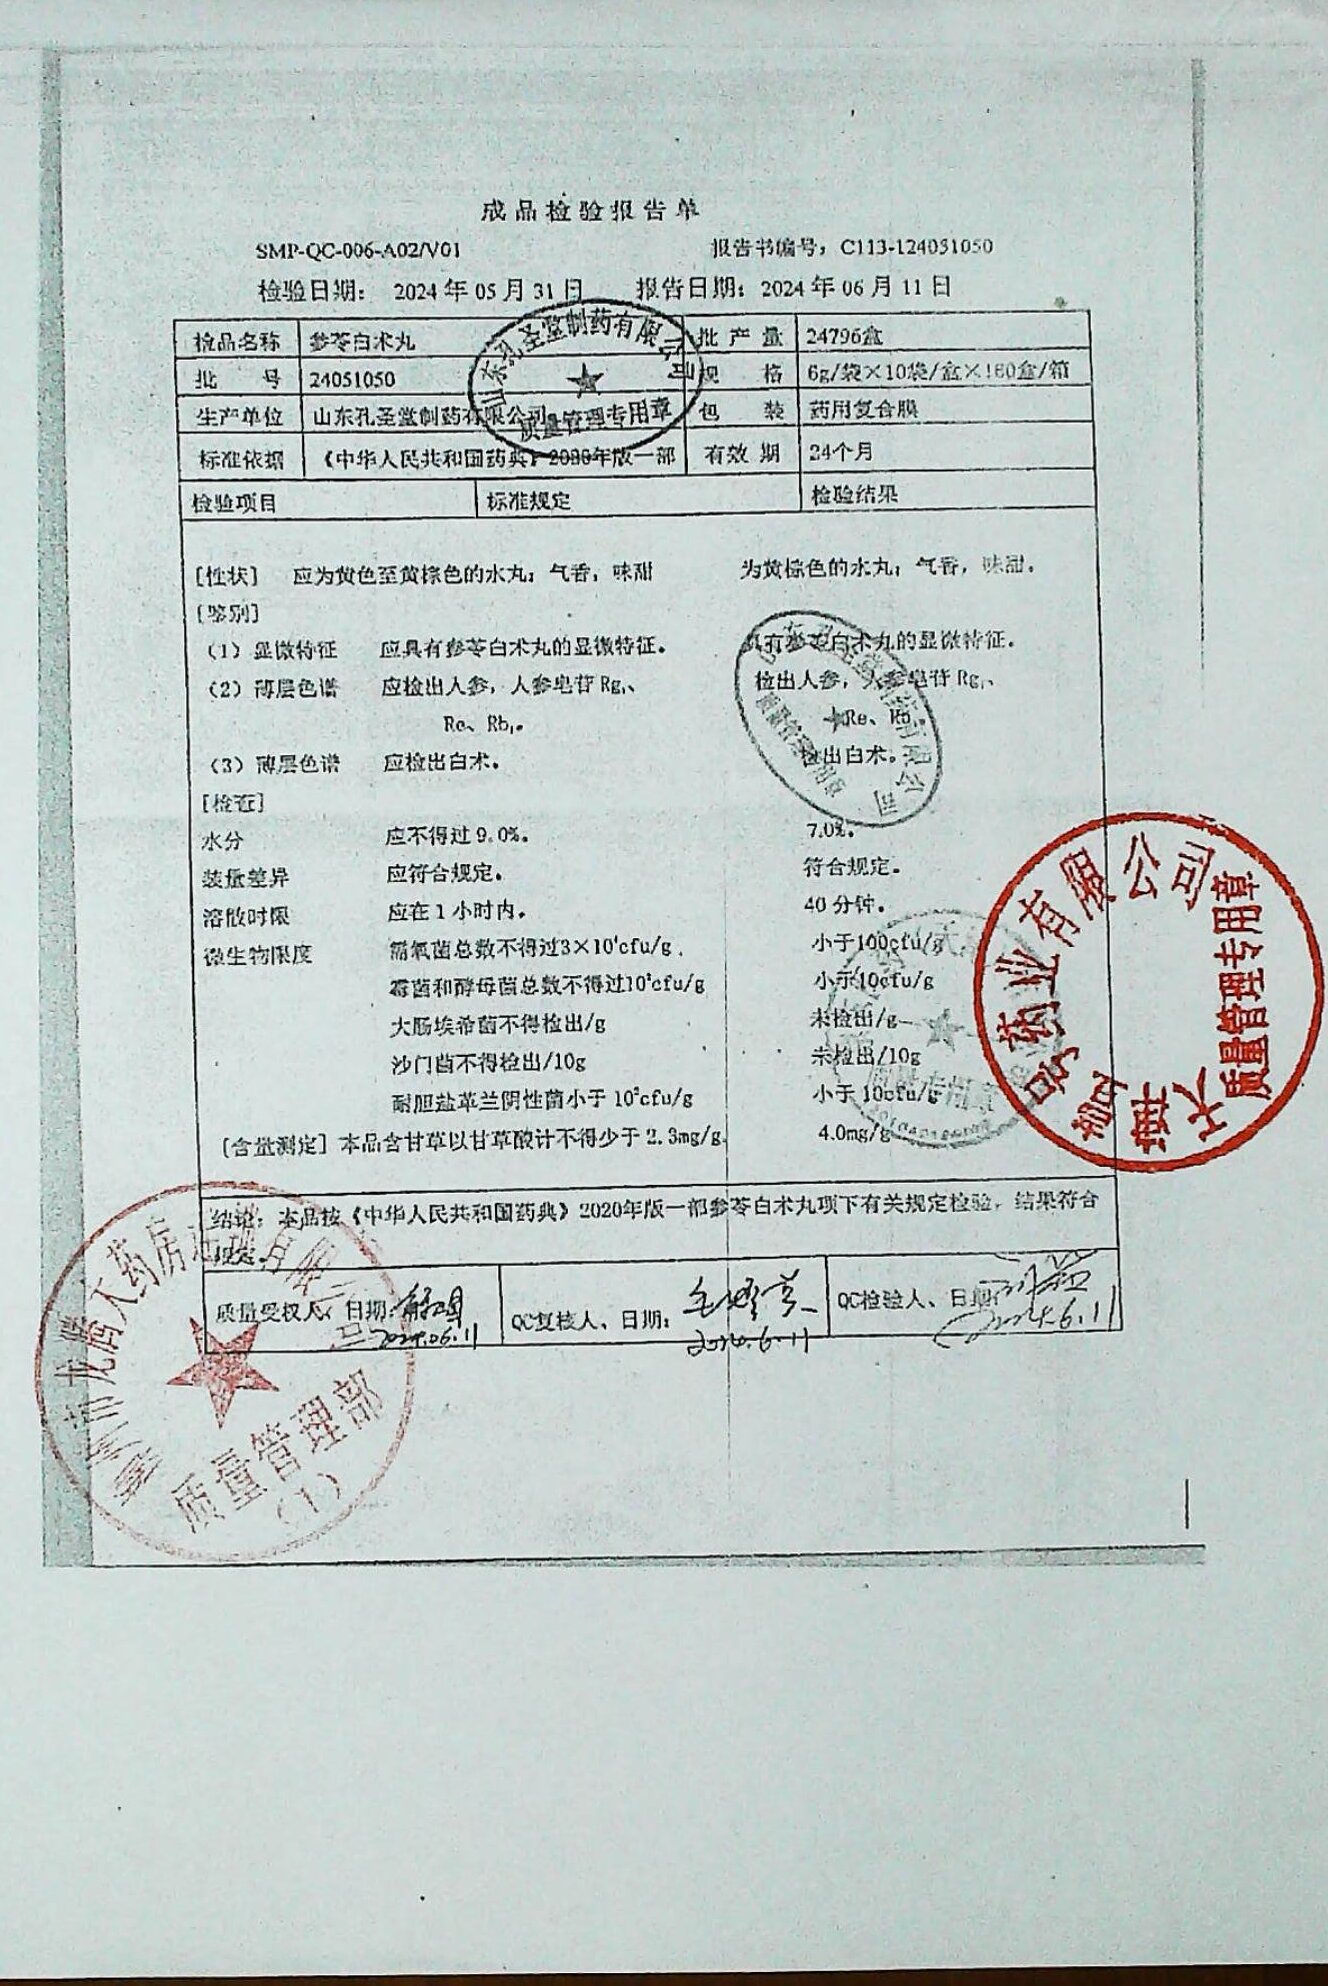 成品检验报告单
SMP-QC-006-A02/V01 报告书编号：C113-124051050
检验日期： 2024 年 05 月 31 日 报告日期：2024 年 06 月 11 日
检品名称 参苓白术丸 批产量 24796盒
批号 24051050 规格 6g/袋×10袋/盒×160盒/箱
生产单位 山东孔圣堂制药有限公司 包装 药用复合膜
标准依据 《中华人民共和国药典》2020年版一部 有效期 24个月
检验项目 标准规定 检验结果
[性状] 应为黄色至黄棕色的水丸；气香，味甜 为黄棕色的水丸；气香，味甜。
[鉴别]
（1）显微特征 应具有参苓白术丸的显微特征。 具有参苓白术丸的显微特征。
（2）薄层色谱 应检出人参，人参皂苷 Rg₁、 检出人参，人参皂苷 Rg₁、
Re、Rb₁。 Re、Rb
（3）薄层色谱 应检出白术。 检出白术。
[检查]
水分 应不得过 9.0%。 7.0%。
装量差异 应符合规定。 符合规定。
溶散时限 应在 1 小时内。 40 分钟。
微生物限度 需氧菌总数不得过3×10⁴cfu/g. 小于100cfu/g
霉菌和酵母菌总数不得过10²cfu/g 小于10cfu/g
大肠埃希菌不得检出/g 未检出/g
沙门菌不得检出/10g 未检出/10g
耐胆盐革兰阴性菌小于 10²cfu/g 小于 10cfu/g
[含量测定] 本品含甘草以甘草酸计不得少于 2.3mg/g. 4.0mg/g
结论：本品按《中华人民共和国药典》2020年版一部参苓白术丸项下有关规定检验，结果符合
规定。
质量受权人、日期： 2024.06.11 QC复核人、日期： 2024.6.11 QC检验人、日期： 2024.6.11
山东孔圣堂制药有限公司
质量管理专用章
天津 药业有限公司
质量管理专用章
质量管理部
（1）